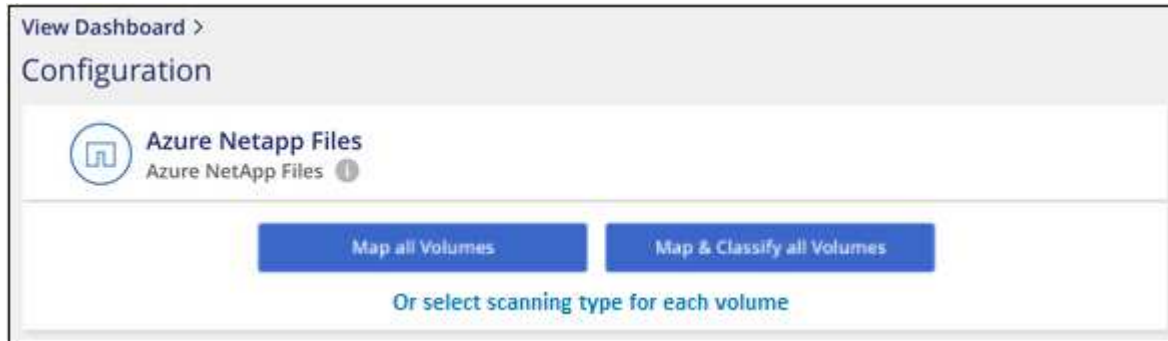 View Dashboard >
Configuration
Azure Netapp Files
Azure NetApp Files
Map all Volumes
Map & Classify all Volumes
Or select scanning type for each volume